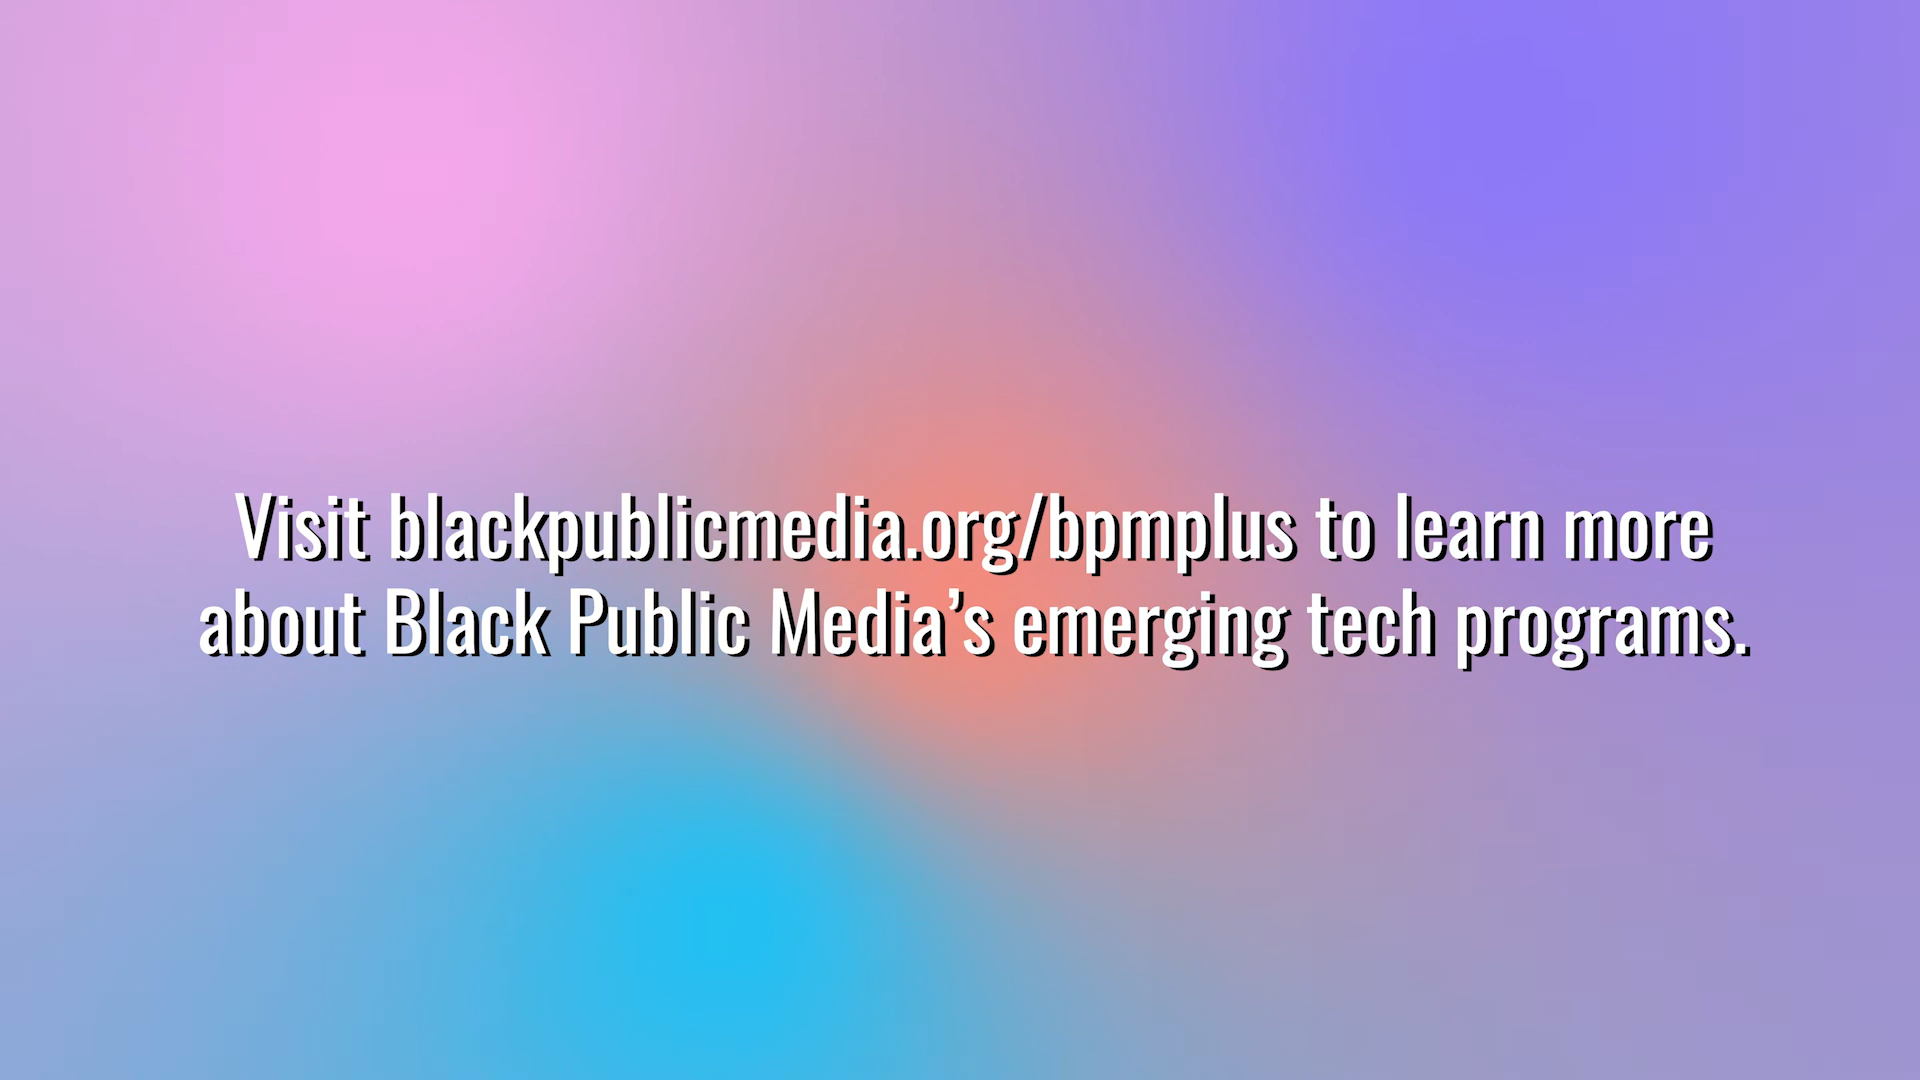 Visit blackpublicmedia.org/bpmplus to learn more
about Black Public Media’s emerging tech programs.